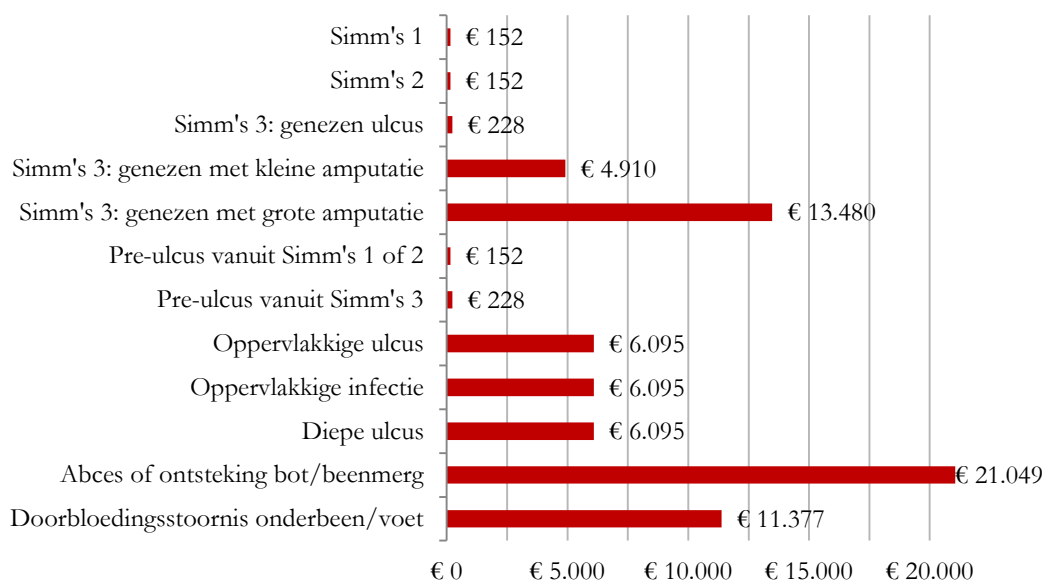 Simm's 1 € 152
Simm's 2 € 152
Simm's 3: genezen ulcus € 228
Simm's 3: genezen met kleine amputatie € 4.910
Simm's 3: genezen met grote amputatie € 13.480
Pre-ulcus vanuit Simm's 1 of 2 € 152
Pre-ulcus vanuit Simm's 3 € 228
Oppervlakkige ulcus € 6.095
Oppervlakkige infectie € 6.095
Diepe ulcus € 6.095
Abces of ontsteking bot/beenmerg € 21.049
Doorbloedingsstoornis onderbeen/voet € 11.377
€ 0 € 5.000 € 10.000 € 15.000 € 20.000